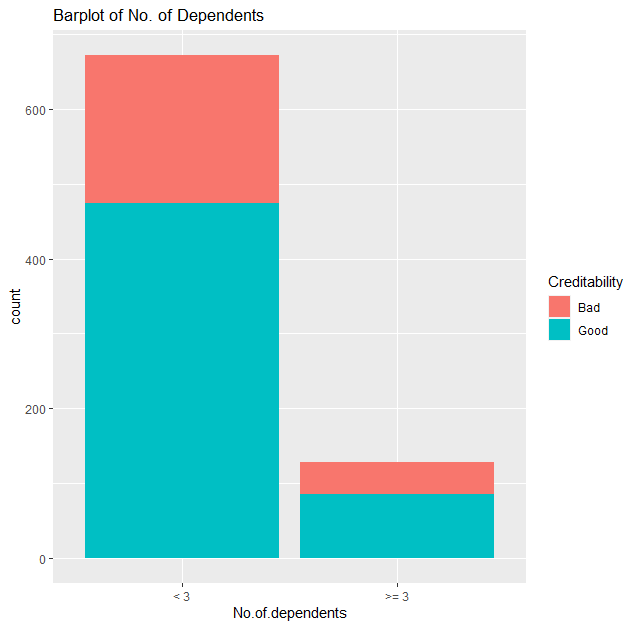 Barplot of No. of Dependents
600
400
200
0
count
< 3
>= 3
No.of.dependents
Creditability
Bad
Good